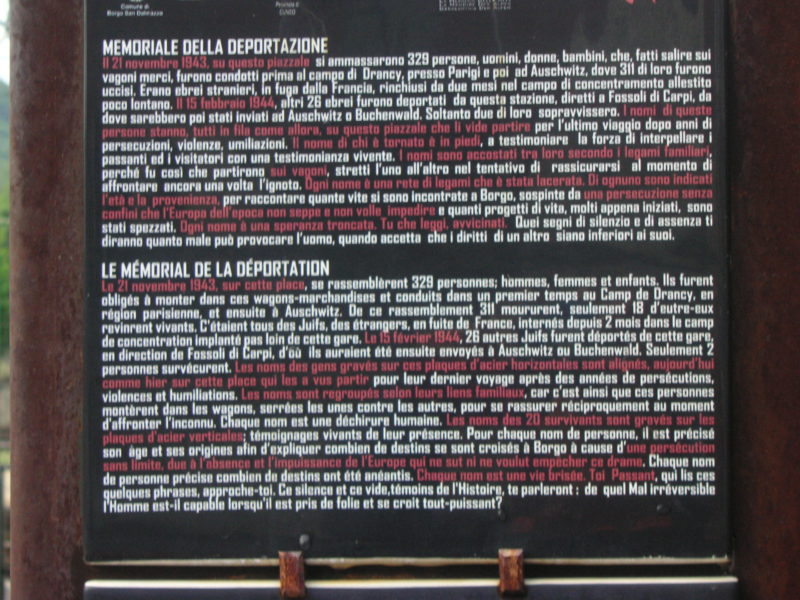 Comune di
Borgo San Dalmazzo
Provincia di
CUNEO
MEMORIALE DELLA DEPORTAZIONE
Il 21 novembre 1943, su questo piazzale si ammassarono 329 persone, uomini, donne, bambini, che, fatti salire sui
vagoni merci, furono condotti prima al campo di Drancy, presso Parigi e poi ad Auschwitz, dove 311 di loro furono
uccisi. Erano ebrei stranieri, in fuga dalla Francia, rinchiusi da due mesi nel campo di concentramento allestito
poco lontano. Il 15 febbraio 1944, altri 26 ebrei furono deportati da questa stazione, diretti a Fossoli di Carpi, da
dove sarebbero poi stati inviati ad Auschwitz o Buchenwald. Soltanto due di loro sopravvissero. I nomi di queste
persone stanno, tutti in fila come allora, su questo piazzale che li vide partire per l'ultimo viaggio dopo anni di
persecuzioni, violenze, umiliazioni. Il nome di chi è tornato è in piedi, a testimoniare la forza di interpellare i
passanti ed i visitatori con una testimonianza vivente. I nomi sono accostati tra loro secondo i legami familiari,
perché fu così che partirono sui vagoni, stretti l'uno all'altro nel tentativo di rassicurarsi al momento di
affrontare ancora una volta l'ignoto. Ogni nome è una rete di legami che è stata lacerata. Di ognuno sono indicati
l'età e la provenienza, per raccontare quante vite si sono incontrate a Borgo, sospinte da una persecuzione senza
confini che l'Europa dell'epoca non seppe e non volle impedire e quanti progetti di vita, molti appena iniziati, sono
stati spezzati. Ogni nome è una speranza troncata. Tu che leggi, avvicinati. Quei segni di silenzio e di assenza ti
diranno quanto male può provocare l'uomo, quando accetta che i diritti di un altro siano inferiori ai suoi.
LE MÉMORIAL DE LA DÉPORTATION
Le 21 novembre 1943, sur cette place, se rassemblèrent 329 personnes; hommes, femmes et enfants. Ils furent
obligés à monter dans ces wagons-marchandises et conduits dans un premier temps au Camp de Drancy, en
région parisienne, et ensuite à Auschwitz. De ce rassemblement 311 moururent, seulement 18 d'eutre-eux
revinrent vivants. C'étaient tous des Juifs, des étrangers, en fuite de France, internés depuis 2 mois dans le camp
de concentration implanté pas loin de cette gare. Le 15 février 1944, 26 autres Juifs furent déportés de cette gare,
en direction de Fossoli di Carpi, d'où ils auraient été ensuite envoyés à Auschwitz ou Buchenwald. Seulement 2
personnes survécurent. Les noms des gens gravés sur ces plaques d'acier horizontales sont alignés, aujourd'hui
comme hier sur cette place qui les a vus partir pour leur dernier voyage après des années de persécutions,
violences et humiliations. Les noms sont regroupés selon leurs liens familiaux, car c'est ainsi que ces personnes
montèrent dans les wagons, serrées les unes contre les autres, pour se rassurer réciproquement au moment
d'affronter l'inconnu. Chaque nom est une déchirure humaine. Les noms des 20 survivants sont gravés sur les
plaques d'acier verticales; témoignages vivants de leur présence. Pour chaque nom de personne, il est précisé
son âge et ses origines afin d'expliquer combien de destins se sont croisés à Borgo à cause d'une persécution
sans limite, due à l'absence et l'impuissance de l'Europe qui ne sut ni ne voulut empêcher ce drame. Chaque nom
de personne précise combien de destins ont été anéantis. Chaque nom est une vie brisée. Toi Passant, qui lis ces
quelques phrases, approche-toi. Ce silence et ce vide,témoins de l'Histoire, te parleront : de quel Mal irréversible
l'Homme est-il capable lorsqu'il est pris de folie et se croit tout-puissant?